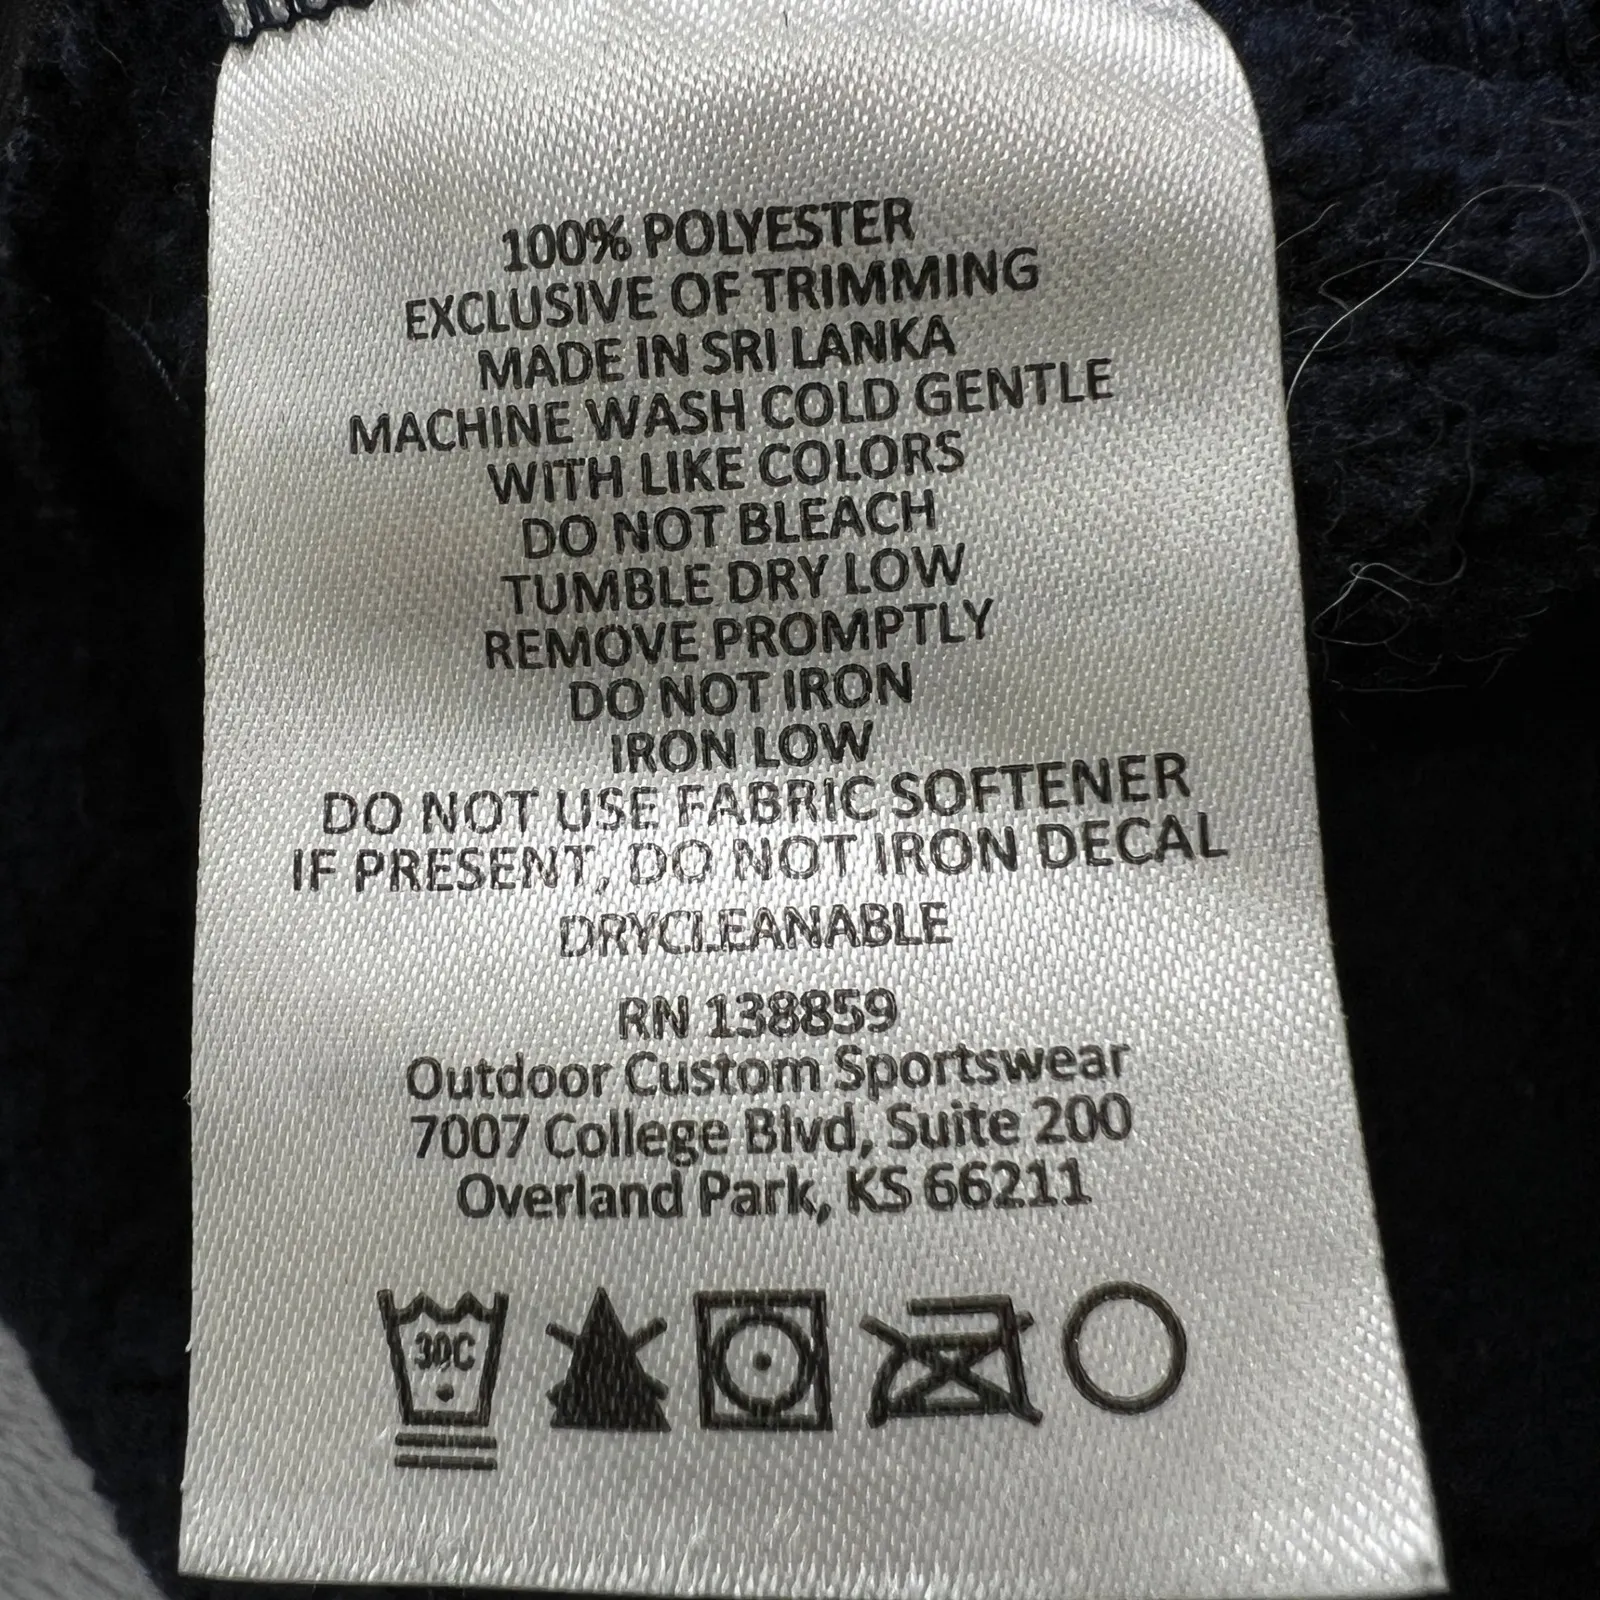 100% POLYESTER
EXCLUSIVE OF TRIMMING
MADE IN SRI LANKA
MACHINE WASH COLD GENTLE
WITH LIKE COLORS
DO NOT BLEACH
TUMBLE DRY LOW
REMOVE PROMPTLY
DO NOT IRON
IRON LOW
DO NOT USE FABRIC SOFTENER
IF PRESENT, DO NOT IRON DECAL
DRYCLEANABLE
RN 138859
Outdoor Custom Sportswear
7007 College Blvd, Suite 200
Overland Park, KS 66211
30C